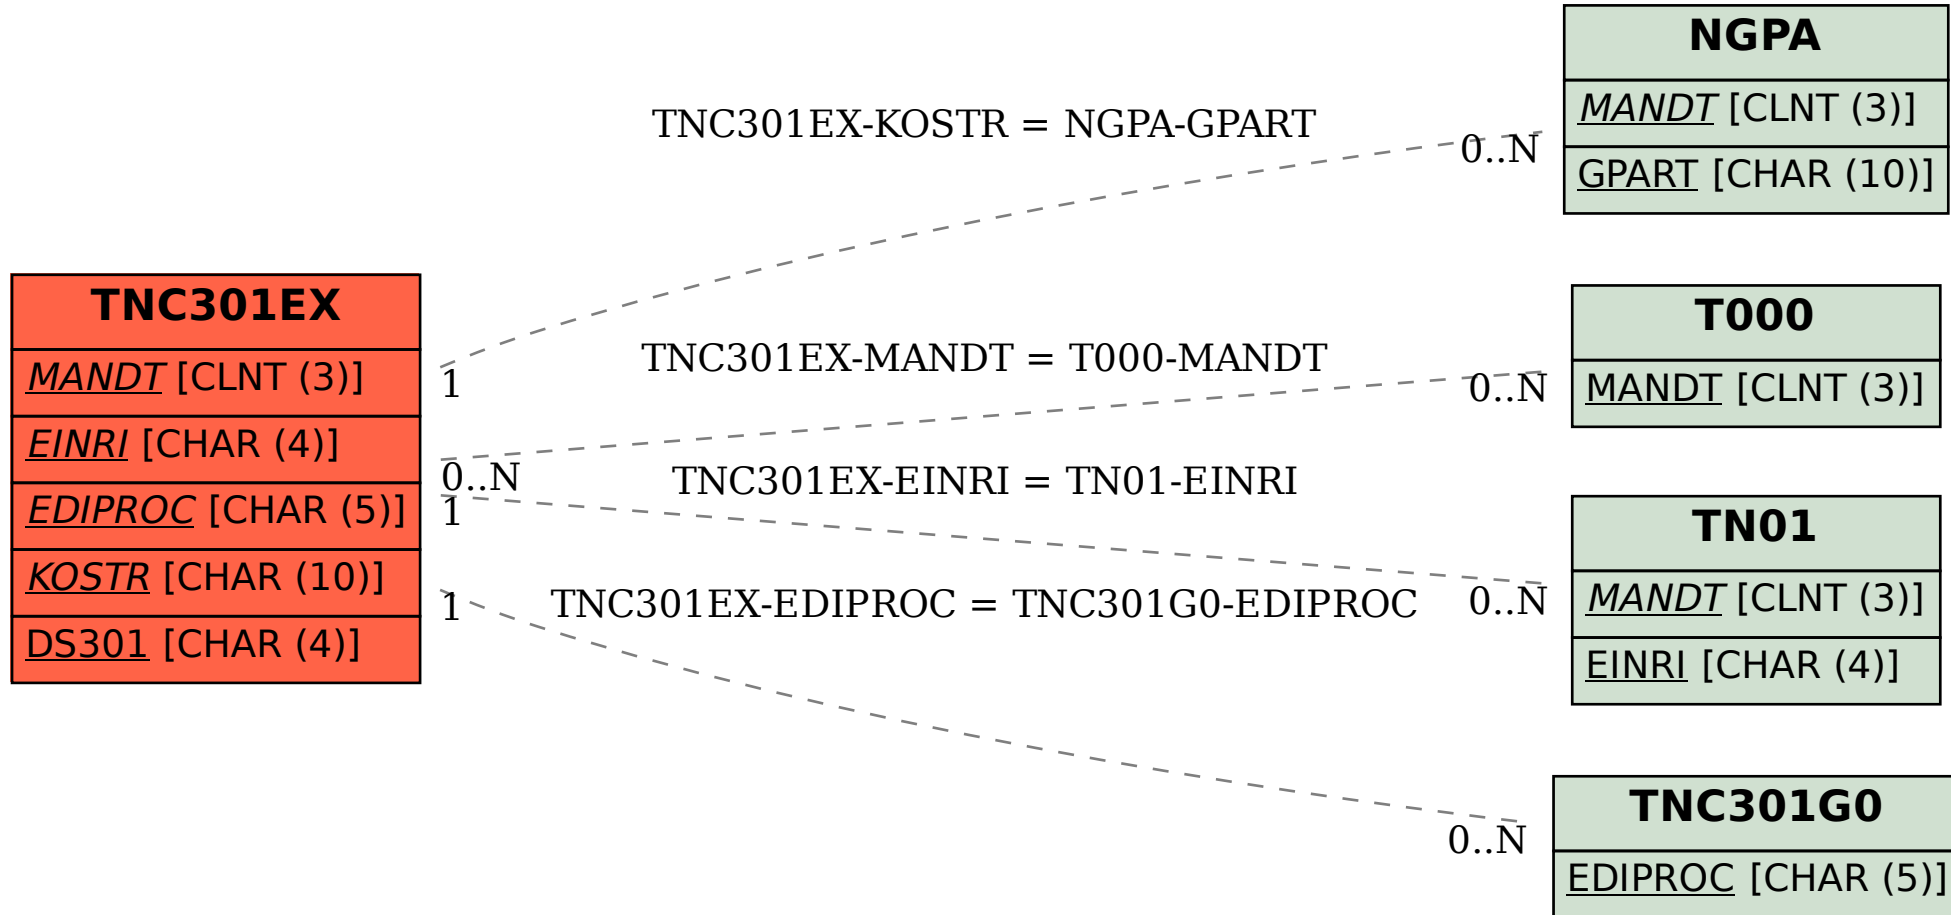 NGPA
MANDT [CLNT (3)]
GPART [CHAR (10)]
TNC301EX-KOSTR = NGPA-GPART
0..N
TNC301EX
MANDT [CLNT (3)]
EINRI [CHAR (4)]
EDIPROC [CHAR (5)]
KOSTR [CHAR (10)]
DS301 [CHAR (4)]
1
TNC301EX-MANDT = T000-MANDT
0..N
0..N
T000
MANDT [CLNT (3)]
TNC301EX-EINRI = TN01-EINRI
1
0..N
TN01
MANDT [CLNT (3)]
EINRI [CHAR (4)]
1
TNC301EX-EDIPROC = TNC301G0-EDIPROC
0..N
TNC301G0
EDIPROC [CHAR (5)]